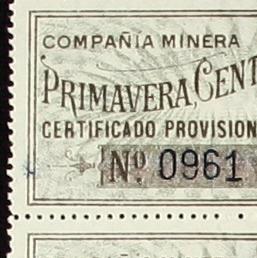 COMPAÑIA MINERA
PRIMAVERA, CENT
CERTIFICADO PROVISION
Nº 0961